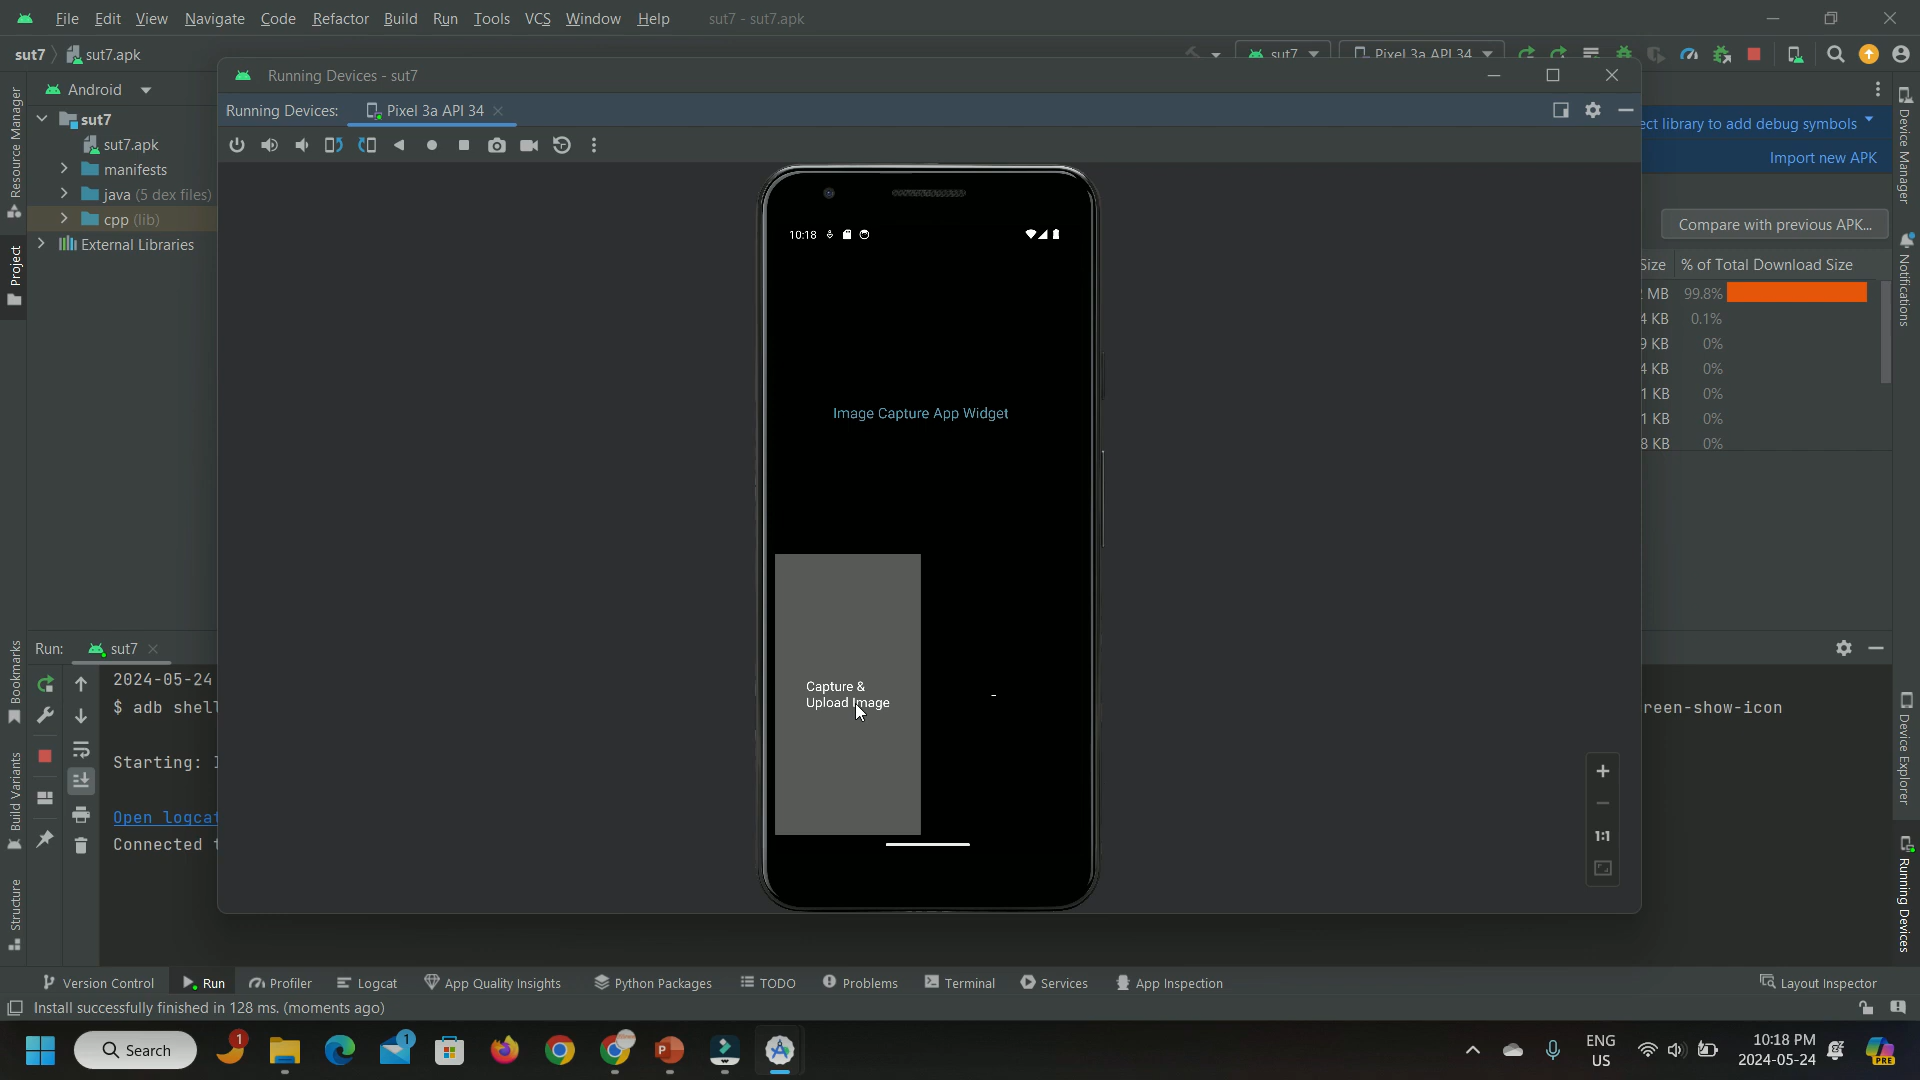 File Edit View Navigate Code Refactor Build Run Tools VCS Window Help sut7 - sut7.apk
sut7 sut7.apk
sut7 Pixel 3a API 34
Running Devices - sut7
Android
Running Devices: Pixel 3a API 34
sut7
ect library to add debug symbols
sut7.apk
Import new APK
manifests
java (5 dex files)
cpp (lib)
External Libraries
Compare with previous APK...
Size % of Total Download Size
MB 99.8%
4 KB 0.1%
9 KB 0%
4 KB 0%
1 KB 0%
1 KB 0%
8 KB 0%
10:18
Image Capture App Widget
Capture &
Upload Image
-
1:1
Resource Manager
Project
Bookmarks
Build Variants
Structure
Device Manager
Notifications
Device Explorer
Running Devices
Run: sut7
2024-05-24
$ adb shell
reen-show-icon
Starting: I
Open logcat
Connected t
Version Control Run Profiler Logcat App Quality Insights Python Packages TODO Problems Terminal Services App Inspection Layout Inspector
Install successfully finished in 128 ms. (moments ago)
Search
1
1
P
ENG
US
10:18 PM
2024-05-24
PRE